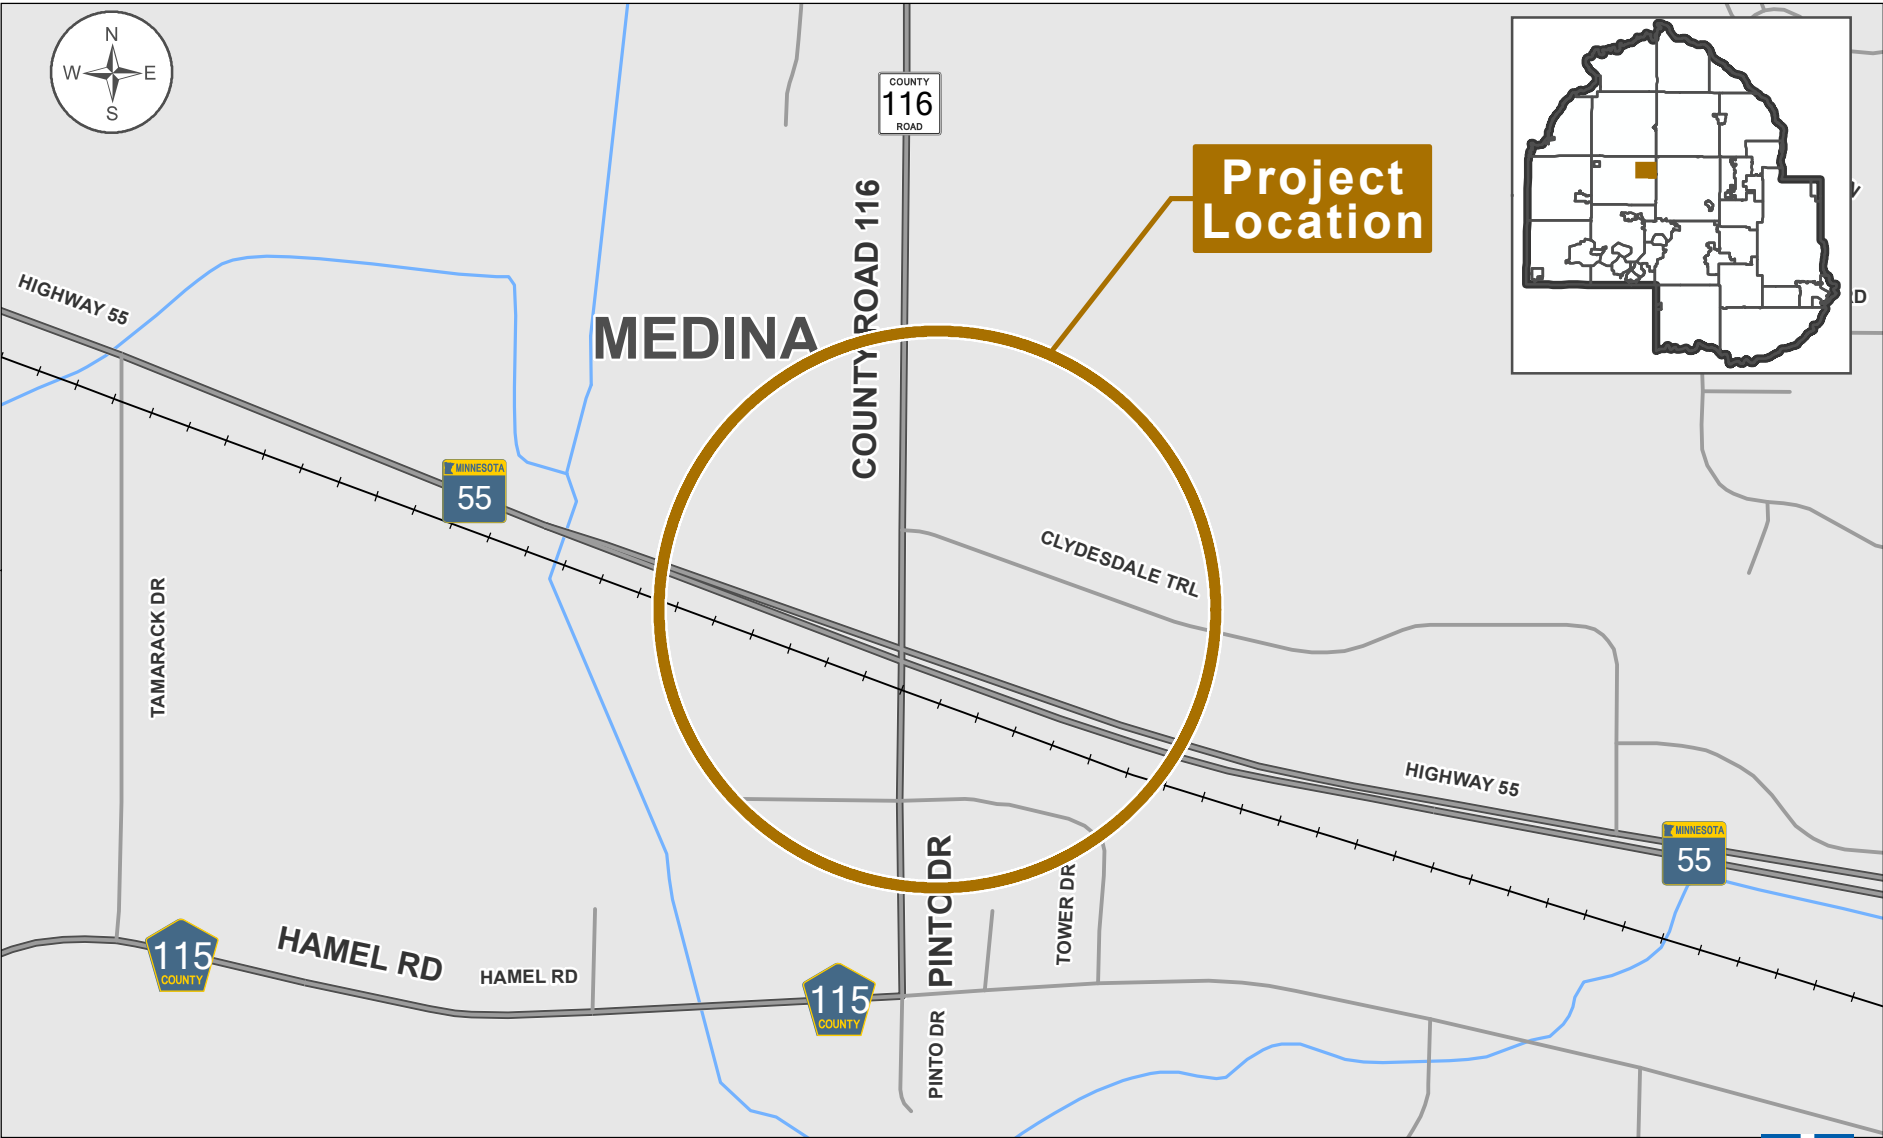 N
W E
S
COUNTY
116
ROAD
Project
Location
COUNTY ROAD 116
HIGHWAY 55
MEDINA
RD
MINNESOTA
55
CLYDESDALE TRL
TAMARACK DR
HIGHWAY 55
MINNESOTA
55
PINTO DR
TOWER DR
115
COUNTY
HAMEL RD
HAMEL RD
115
COUNTY
PINTO DR